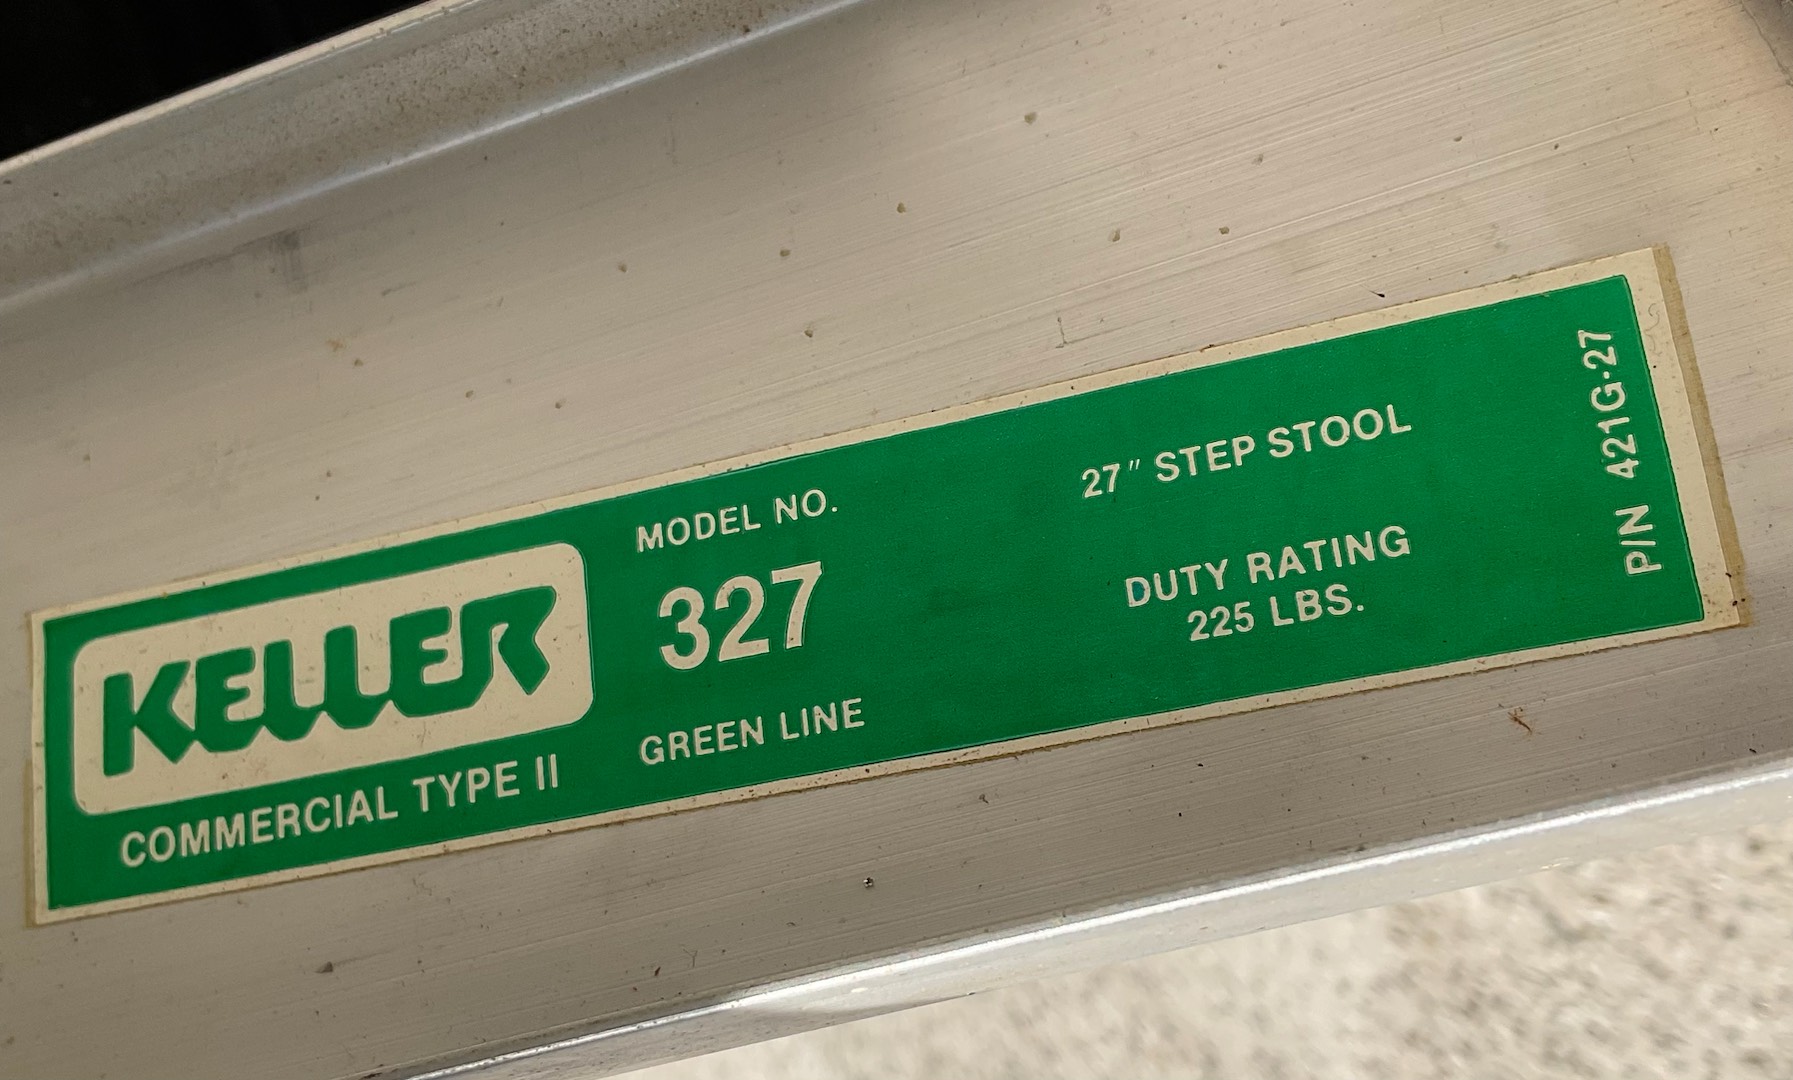 KELLER
COMMERCIAL TYPE II
MODEL NO.
327
GREEN LINE
27" STEP STOOL
DUTY RATING
225 LBS.
P/N 421G-27